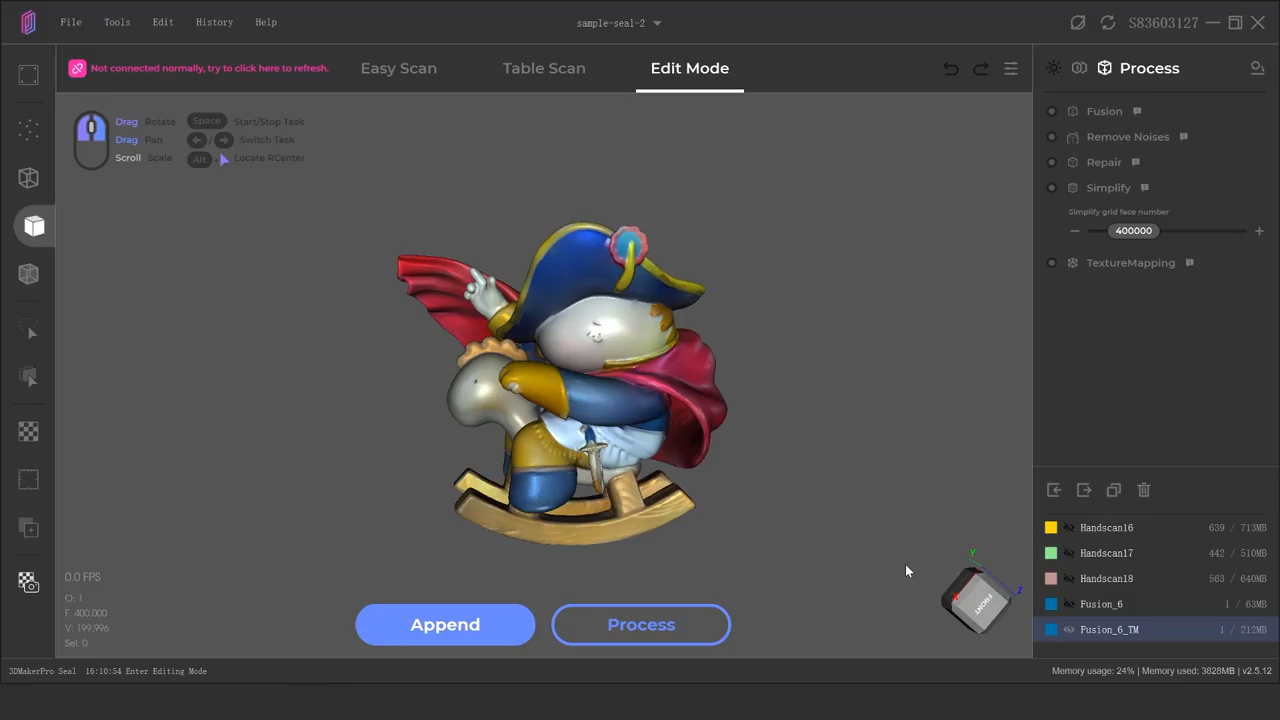 File Tools Edit History Help
sample-seal-2
S83603127
Not connected normally, try to click here to refresh.
Easy Scan
Table Scan
Edit Mode
Process
Drag Rotate Space Start/Stop Task
Drag Pan ← / → Switch Task
Scroll Scale Alt + Locate RCenter
Fusion
Remove Noises
Repair
Simplify
Simplify grid face number
− 400000 +
TextureMapping
Handscan16 639 / 713MB
Handscan17 442 / 510MB
Handscan18 563 / 640MB
Fusion_6 1 / 63MB
Fusion_6_TM 1 / 212MB
Y
Z
X
FRONT
0.0 FPS
O: 1
F: 400.000
V: 199.996
Sel: 0
Append
Process
3DMakerPro Seal 16:10:54 Enter Editing Mode
Memory usage: 24% | Memory used: 3828MB | v2.5.12